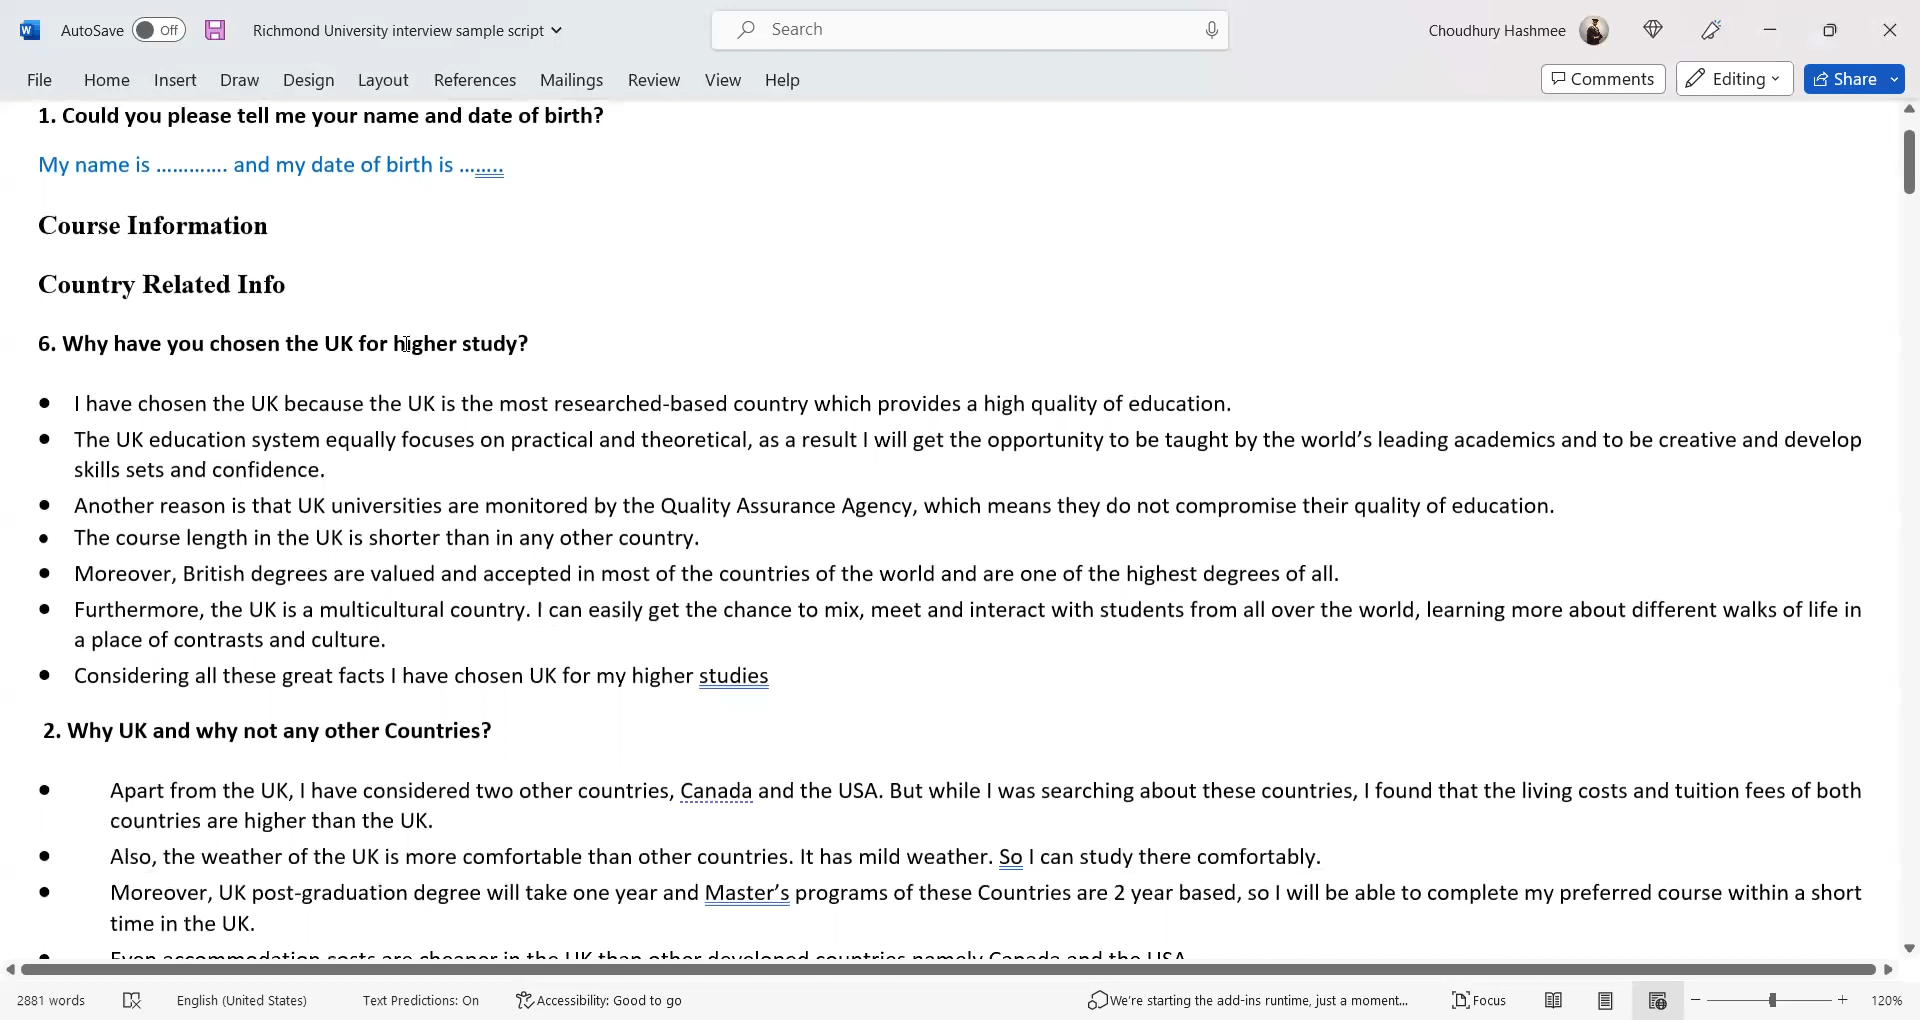 AutoSave Off Richmond University interview sample script Search Choudhury Hashmee
File Home Insert Draw Design Layout References Mailings Review View Help Comments Editing Share
1. Could you please tell me your name and date of birth?
My name is …………. and my date of birth is ……..
Course Information
Country Related Info
6. Why have you chosen the UK for higher study?
● I have chosen the UK because the UK is the most researched-based country which provides a high quality of education.
● The UK education system equally focuses on practical and theoretical, as a result I will get the opportunity to be taught by the world’s leading academics and to be creative and develop
skills sets and confidence.
● Another reason is that UK universities are monitored by the Quality Assurance Agency, which means they do not compromise their quality of education.
● The course length in the UK is shorter than in any other country.
● Moreover, British degrees are valued and accepted in most of the countries of the world and are one of the highest degrees of all.
● Furthermore, the UK is a multicultural country. I can easily get the chance to mix, meet and interact with students from all over the world, learning more about different walks of life in
a place of contrasts and culture.
● Considering all these great facts I have chosen UK for my higher studies
2. Why UK and why not any other Countries?
● Apart from the UK, I have considered two other countries, Canada and the USA. But while I was searching about these countries, I found that the living costs and tuition fees of both
countries are higher than the UK.
● Also, the weather of the UK is more comfortable than other countries. It has mild weather. So I can study there comfortably.
● Moreover, UK post-graduation degree will take one year and Master’s programs of these Countries are 2 year based, so I will be able to complete my preferred course within a short
time in the UK.
● Even accommodation costs are cheaper in the UK than other developed countries namely Canada and the USA.
2881 words English (United States) Text Predictions: On Accessibility: Good to go We're starting the add-ins runtime, just a moment... Focus 120%